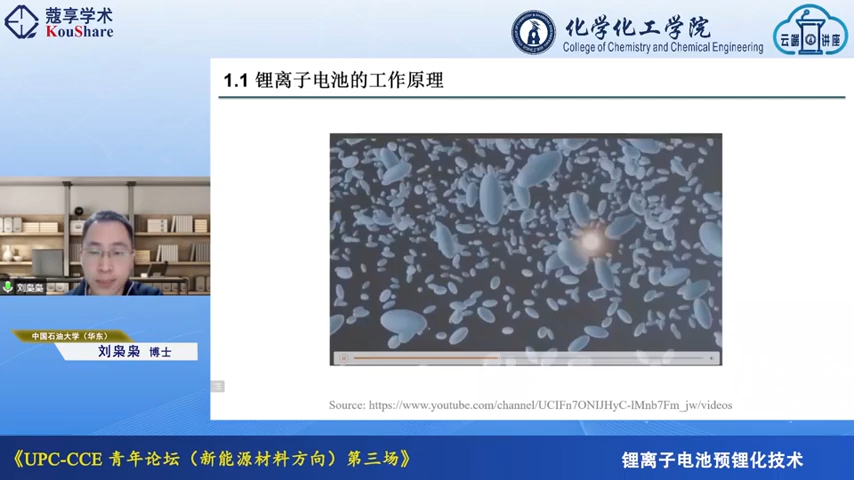 蔻享学术
KouShare
化学化工学院
College of Chemistry and Chemical Engineering
云端
讲座
1.1 锂离子电池的工作原理
刘枭枭
中国石油大学（华东）
刘枭枭 博士
Source: https://www.youtube.com/channel/UCIFn7ONIJHyC-lMnb7Fm_jw/videos
《UPC-CCE 青年论坛（新能源材料方向）第三场》
锂离子电池预锂化技术